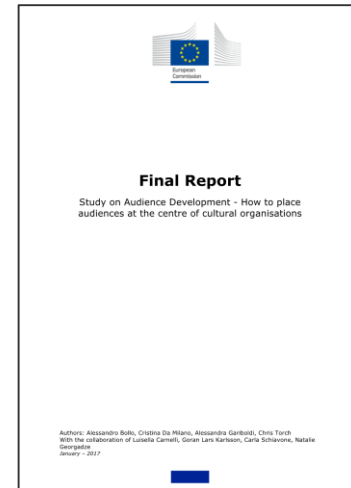 European
Commission
Final Report
Study on Audience Development - How to place
audiences at the centre of cultural organisations
Authors: Alessandro Bollo, Cristina Da Milano, Alessandra Gariboldi, Chris Torch
With the collaboration of Luisella Carnelli, Goran Lars Karlsson, Carla Schiavone, Natalie
Georgadze
January – 2017